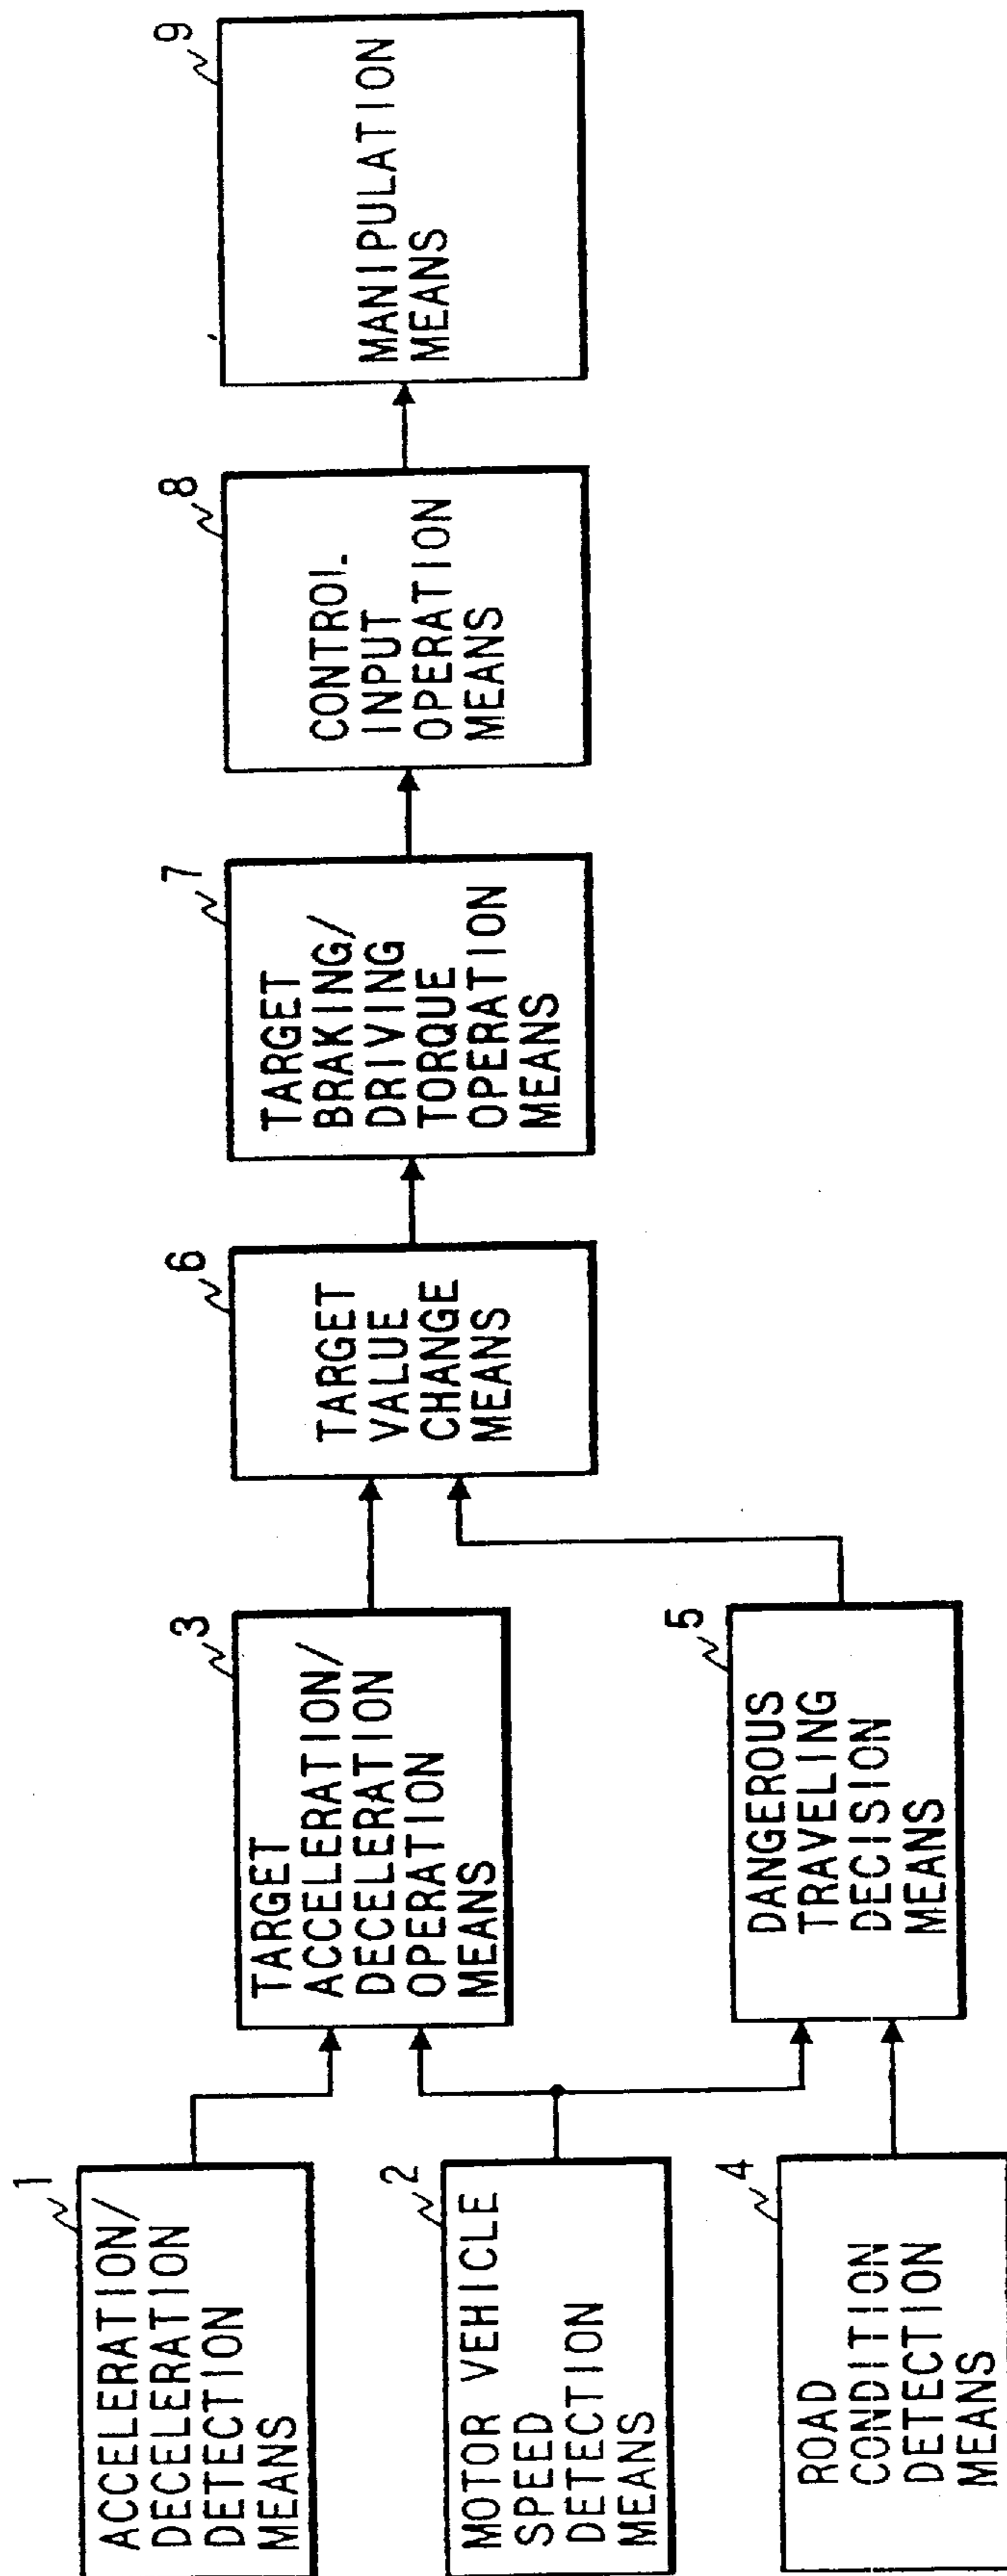 1
ACCELERATION/
DECELERATION
DETECTION
MEANS
2
MOTOR VEHICLE
SPEED
DETECTION
MEANS
3
TARGET
ACCELERATION/
DECELERATION
OPERATION
MEANS
4
ROAD
CONDITION
DETECTION
MEANS
5
DANGEROUS
TRAVELING
DECISION
MEANS
6
TARGET
VALUE
CHANGE
MEANS
7
TARGET
BRAKING/
DRIVING
TORQUE
OPERATION
MEANS
8
CONTROL
INPUT
OPERATION
MEANS
9
MANIPULATION
MEANS